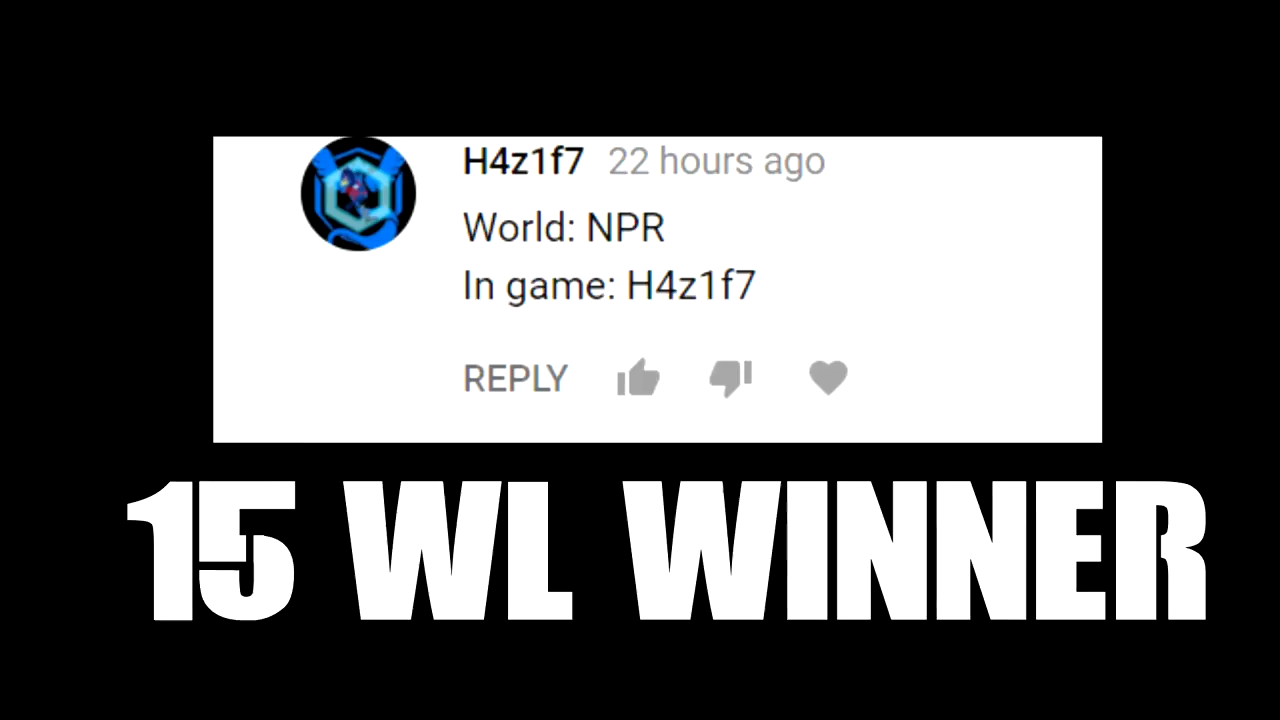 H4z1f7 22 hours ago
World: NPR
In game: H4z1f7
REPLY
15 WL WINNER